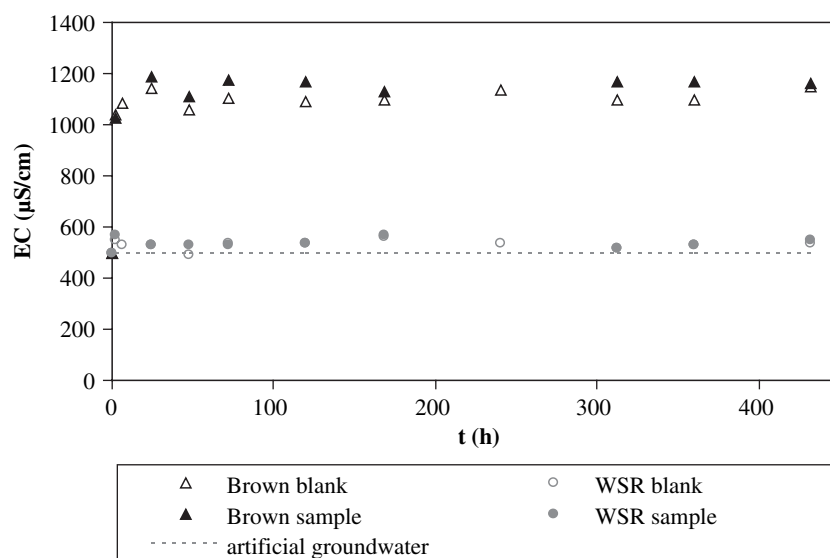 1400
1200
1000
800
600
400
200
0
EC (µS/cm)
0 100 200 300 400
t (h)
Brown blank WSR blank
Brown sample WSR sample
artificial groundwater